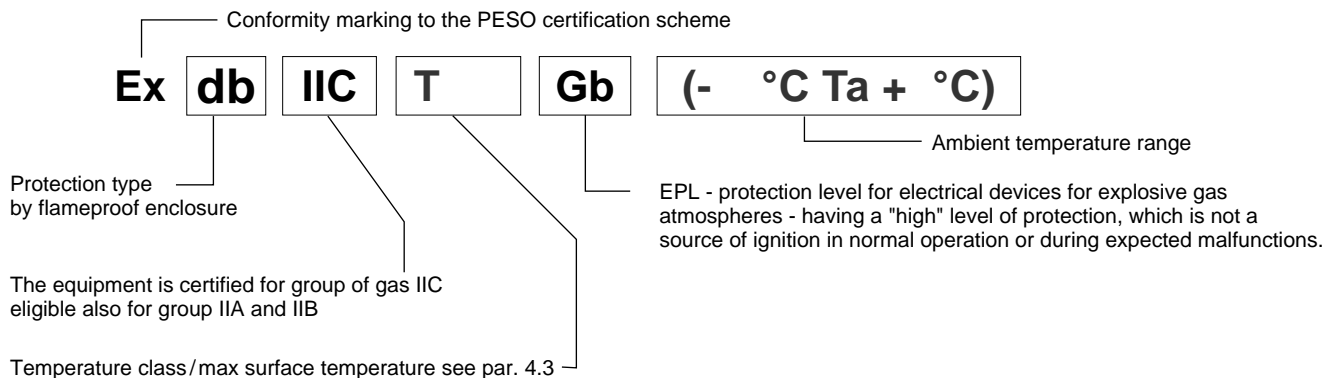 Conformity marking to the PESO certification scheme
Ex db IIC T Gb (- °C Ta + °C)
Ambient temperature range
Protection type
by flameproof enclosure
EPL - protection level for electrical devices for explosive gas
atmospheres - having a "high" level of protection, which is not a
source of ignition in normal operation or during expected malfunctions.
The equipment is certified for group of gas IIC
eligible also for group IIA and IIB
Temperature class/max surface temperature see par. 4.3